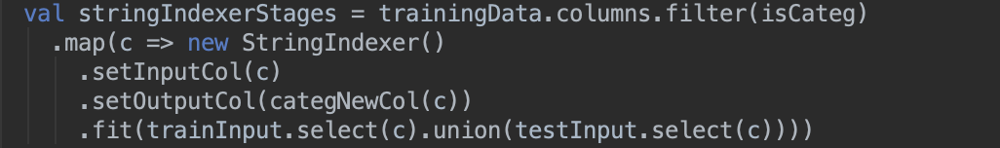 val stringIndexerStages = trainingData.columns.filter(isCateg)
.map(c => new StringIndexer()
.setInputCol(c)
.setOutputCol(categNewCol(c))
.fit(trainInput.select(c).union(testInput.select(c))))